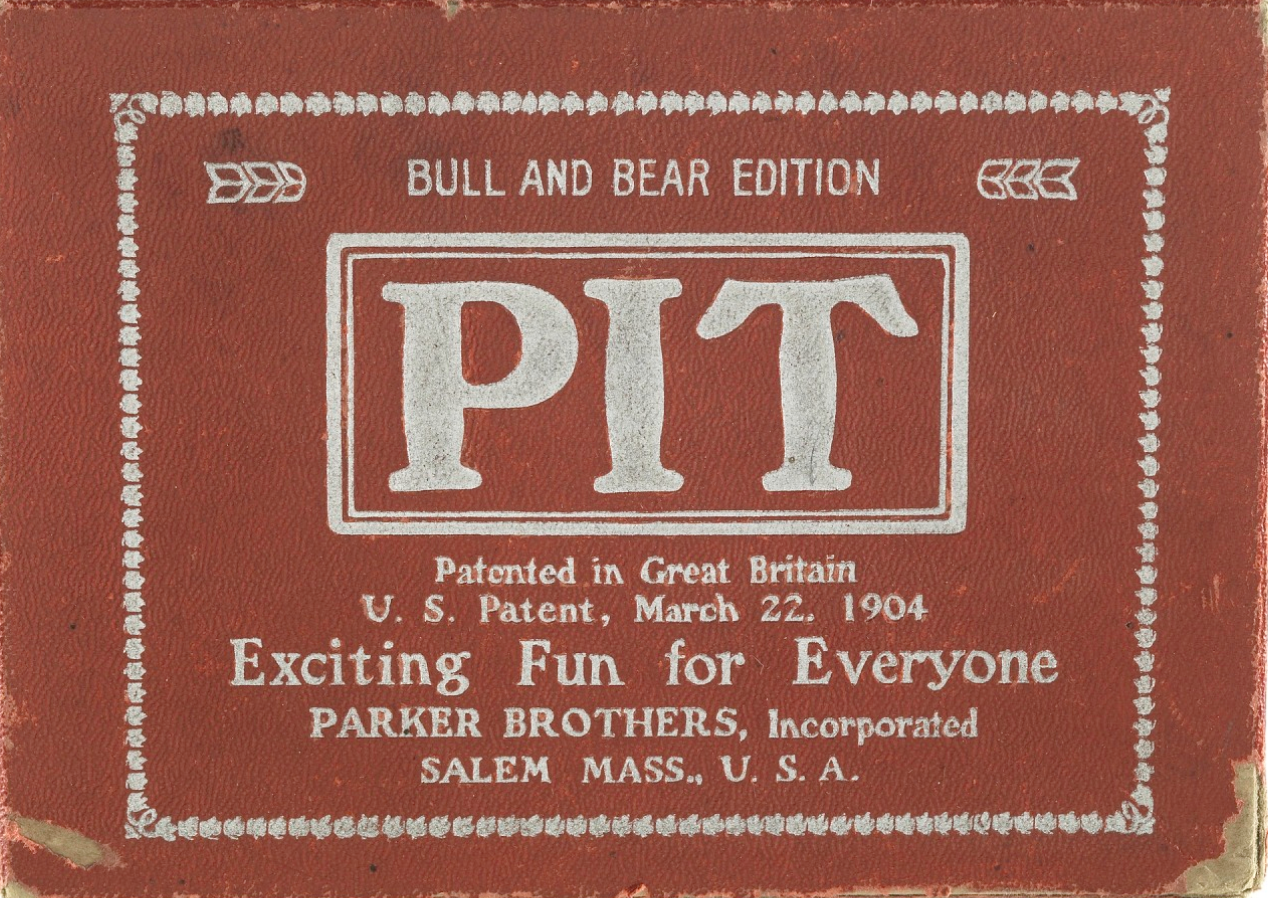 BULL AND BEAR EDITION
PIT
Patented in Great Britain
U. S. Patent, March 22. 1904
Exciting Fun for Everyone
PARKER BROTHERS, Incorporated
SALEM MASS., U. S. A.